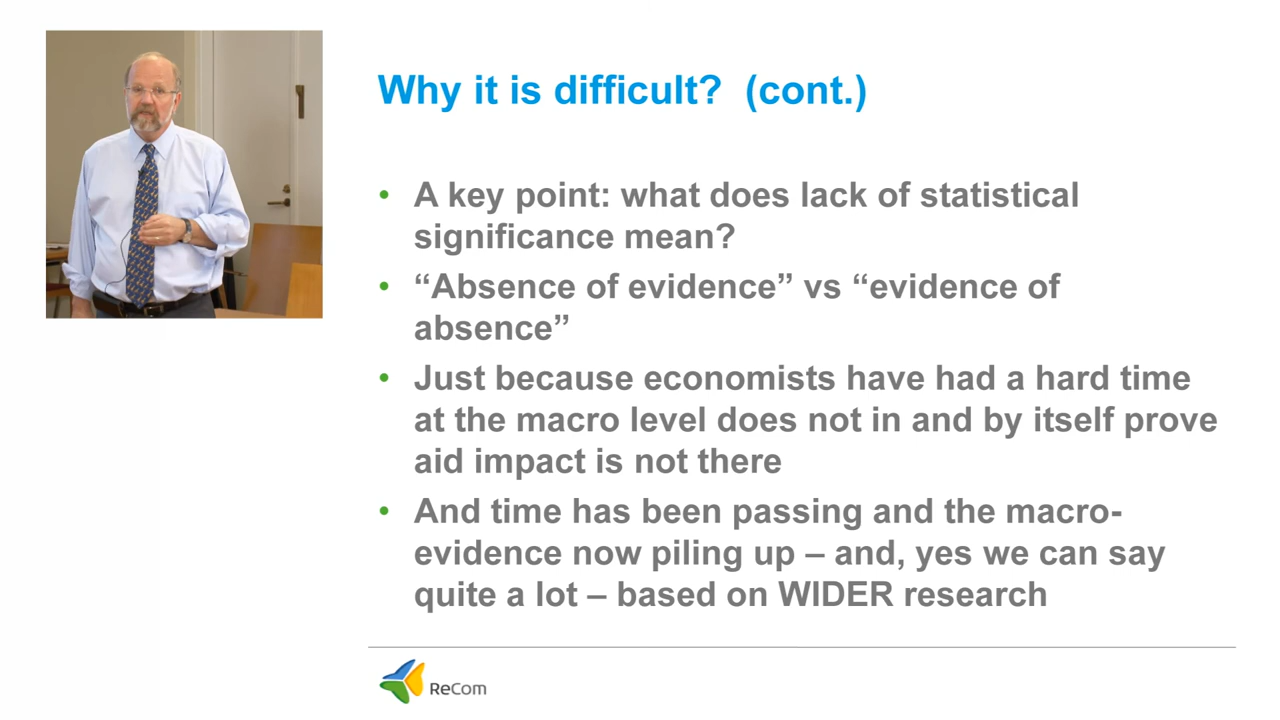 Why it is difficult? (cont.)
• A key point: what does lack of statistical
significance mean?
• “Absence of evidence” vs “evidence of
absence”
• Just because economists have had a hard time
at the macro level does not in and by itself prove
aid impact is not there
• And time has been passing and the macro-
evidence now piling up – and, yes we can say
quite a lot – based on WIDER research
ReCom